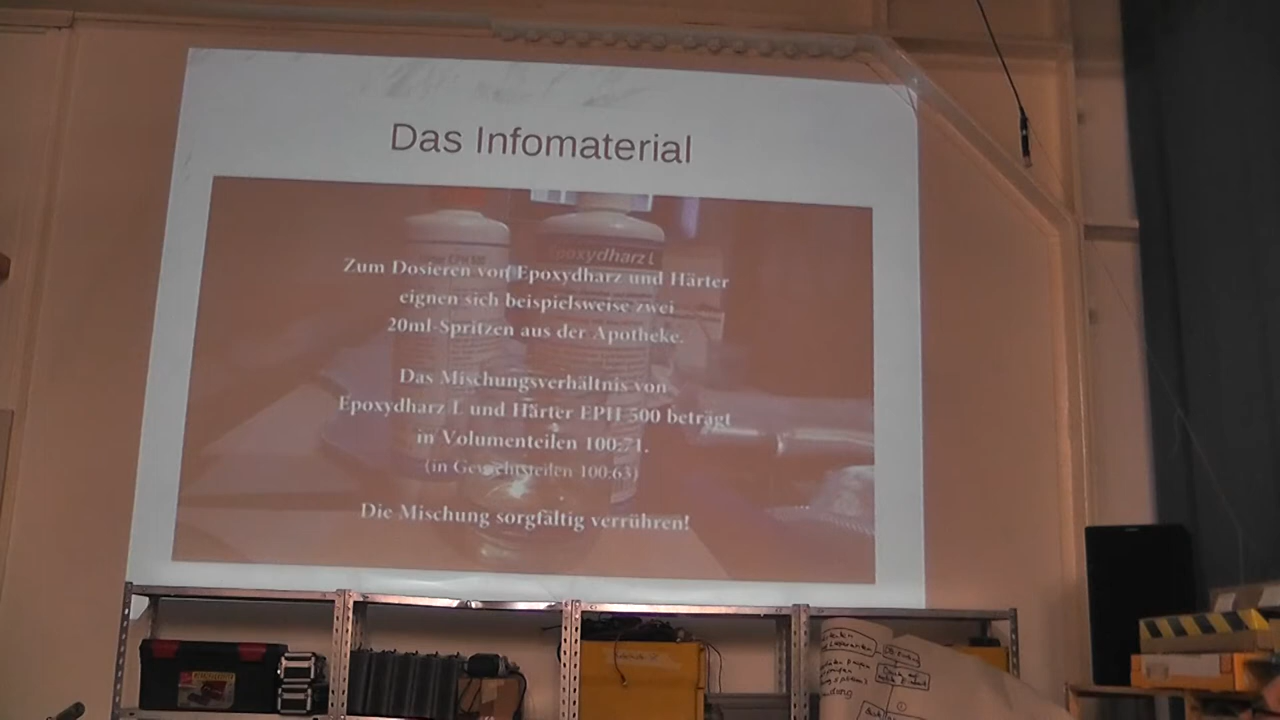 Das Infomaterial
Epoxydharz L
Zum Dosieren von Epoxydharz und Härter
eignen sich beispielsweise zwei
20ml-Spritzen aus der Apotheke.
Das Mischungsverhältnis von
Epoxydharz L und Härter EPH 500 beträgt
in Volumenteilen 100:71.
(in Gewichtsteilen 100:63)
Die Mischung sorgfältig verrühren!